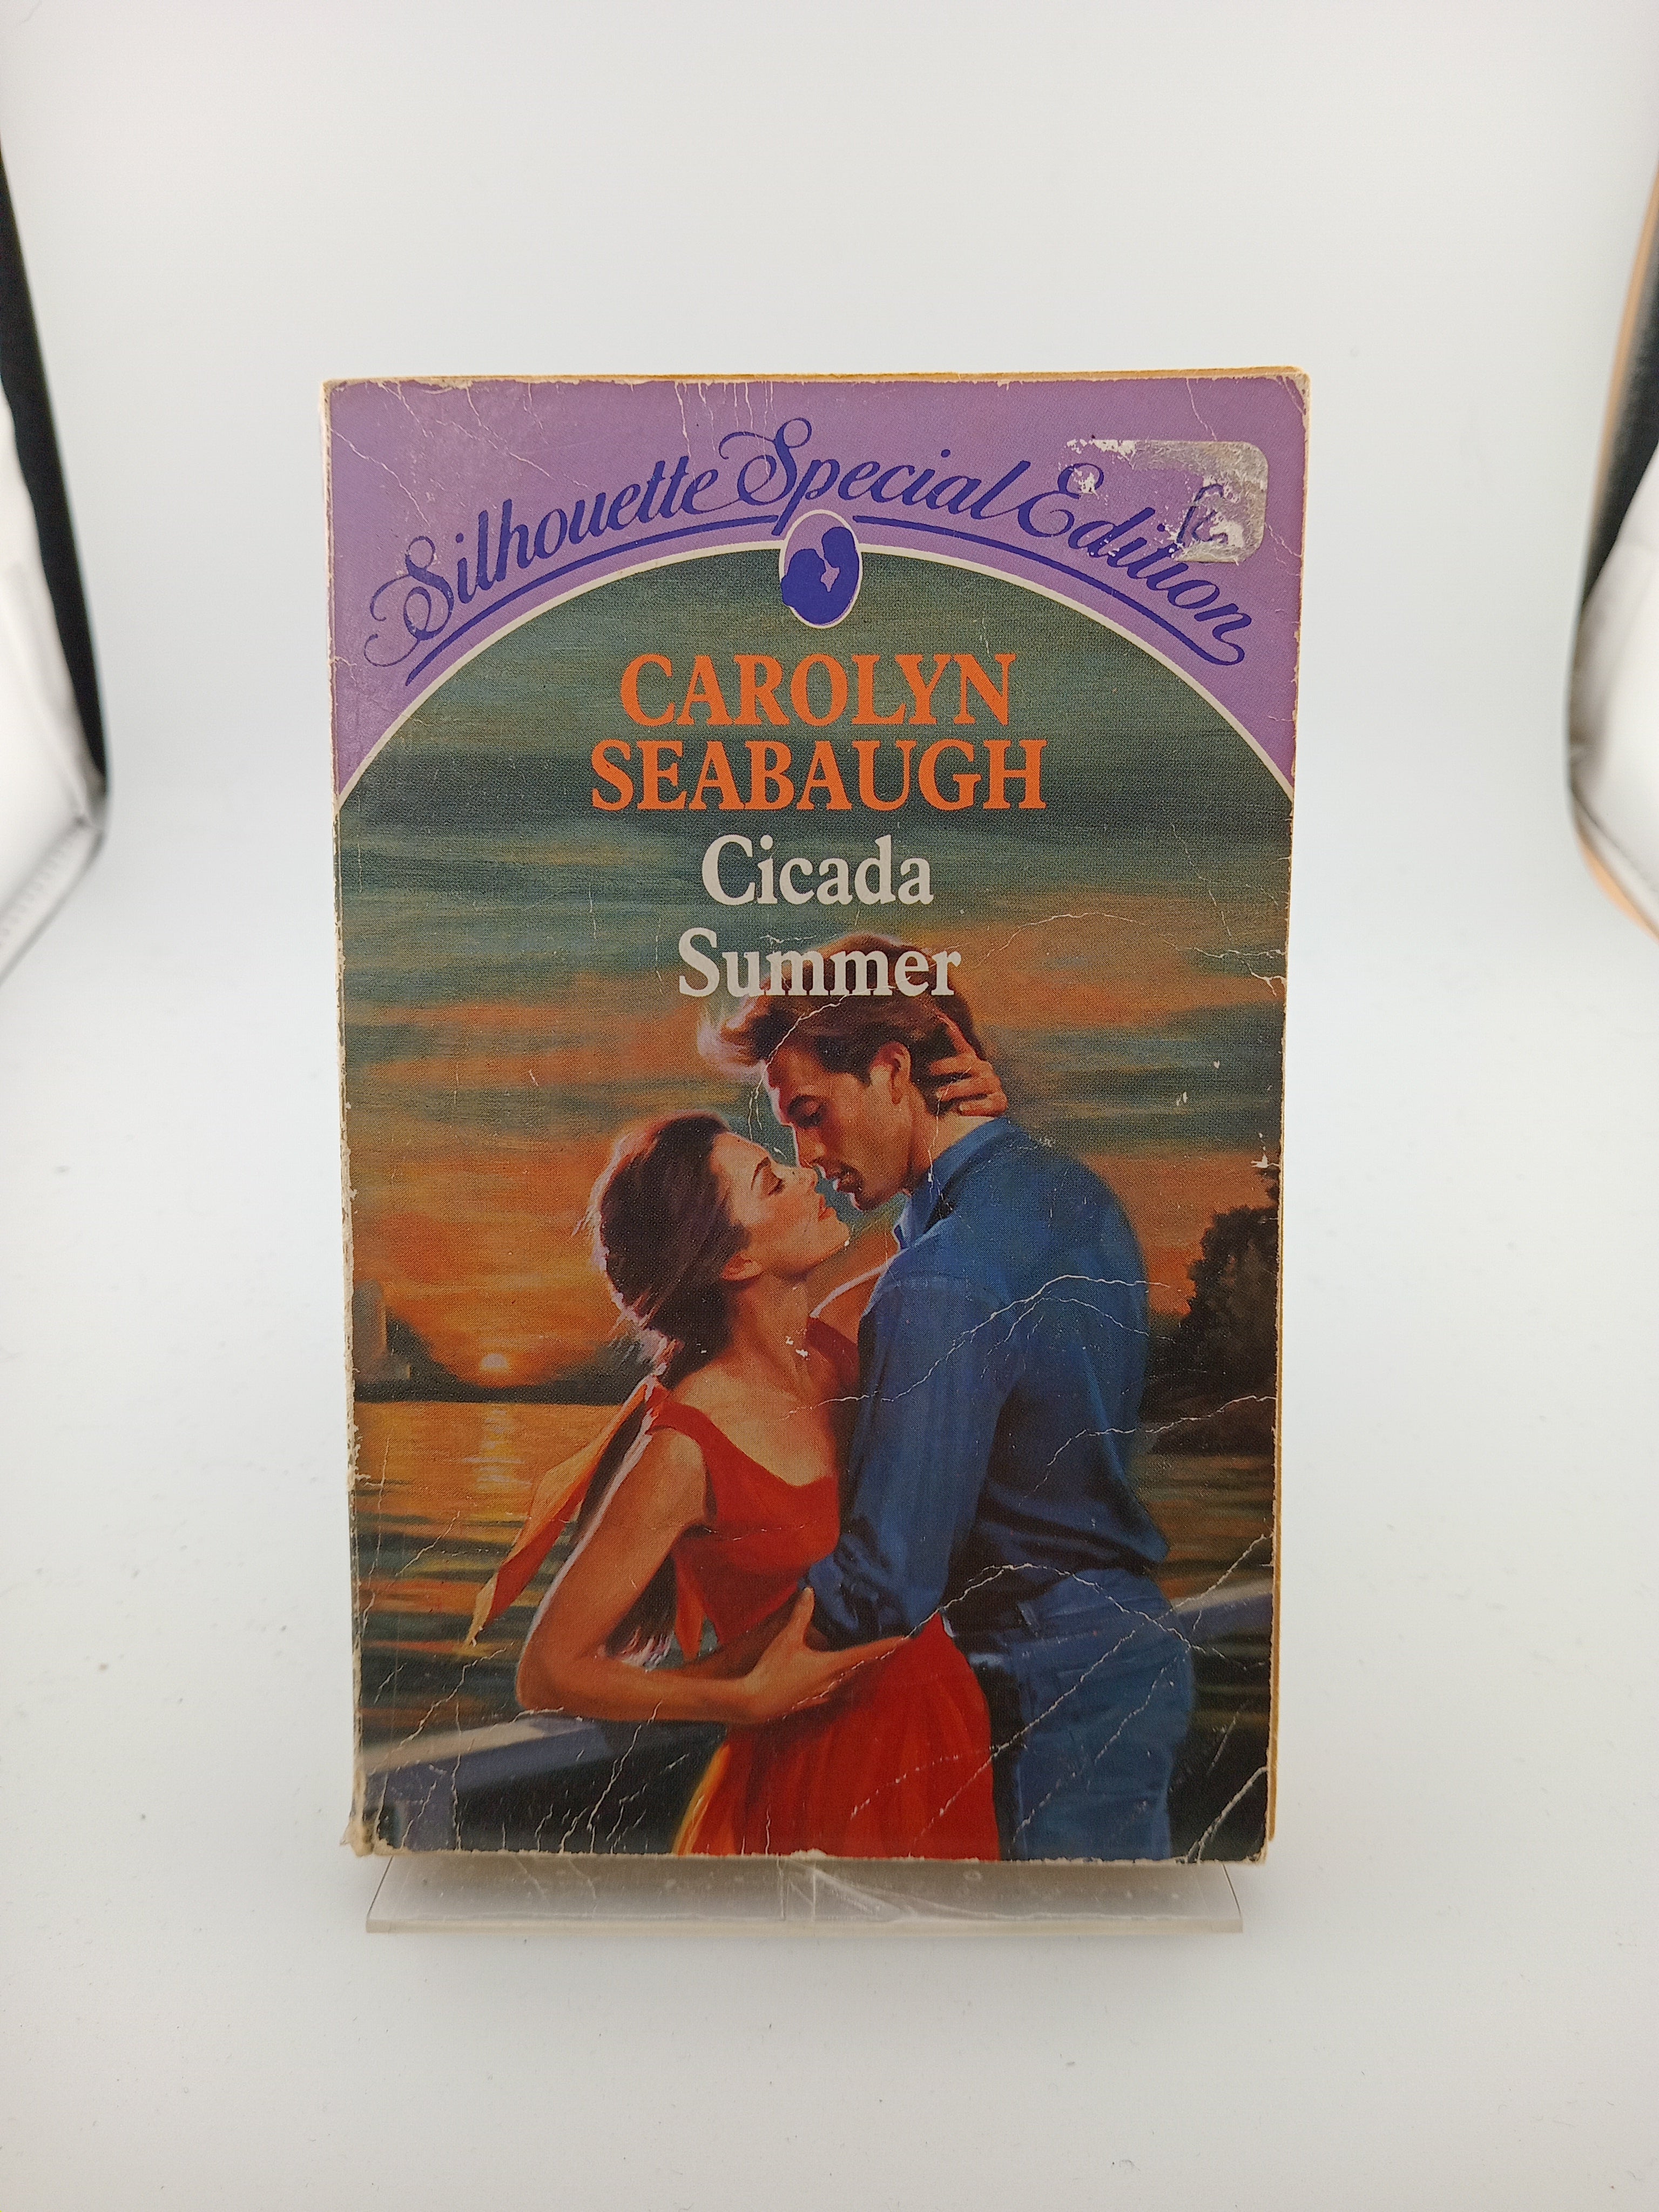 Silhouette Special Edition
CAROLYN
SEABAUGH
Cicada
Summer